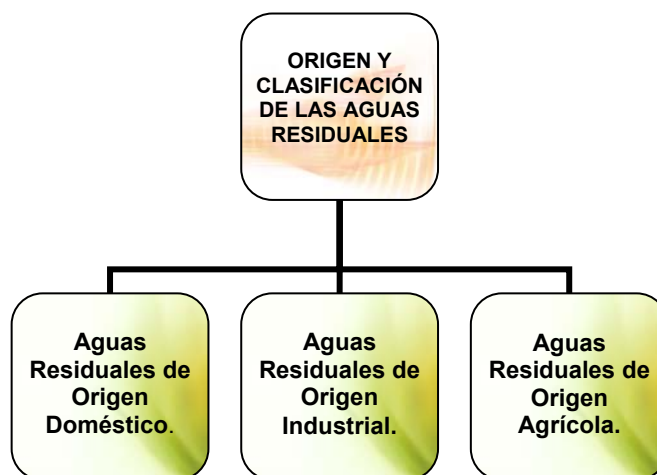 ORIGEN Y
CLASIFICACIÓN
DE LAS AGUAS
RESIDUALES
Aguas
Residuales de
Origen
Doméstico.
Aguas
Residuales de
Origen
Industrial.
Aguas
Residuales de
Origen
Agrícola.